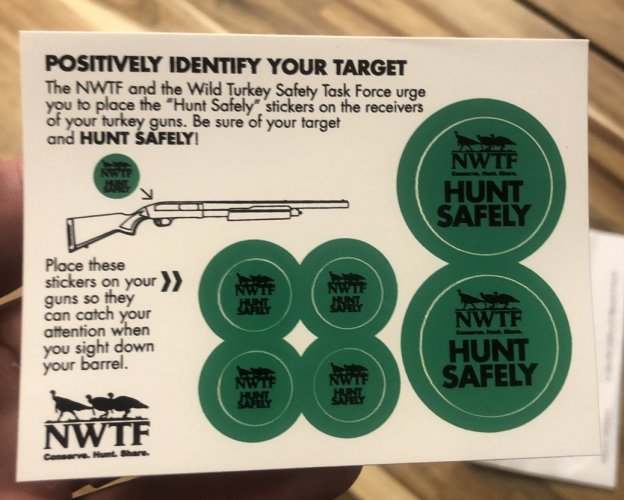 POSITIVELY IDENTIFY YOUR TARGET
The NWTF and the Wild Turkey Safety Task Force urge
you to place the "Hunt Safely" stickers on the receivers
of your turkey guns. Be sure of your target
and HUNT SAFELY!
NWTF
HUNT
SAFELY
NWTF
Conserve. Hunt. Share.
HUNT
SAFELY
Place these
stickers on your
guns so they
can catch your
attention when
you sight down
your barrel.
NWTF
HUNT
SAFELY
NWTF
HUNT
SAFELY
NWTF
HUNT
SAFELY
NWTF
HUNT
SAFELY
NWTF
Conserve. Hunt. Share.
HUNT
SAFELY
NWTF
Conserve. Hunt. Share.